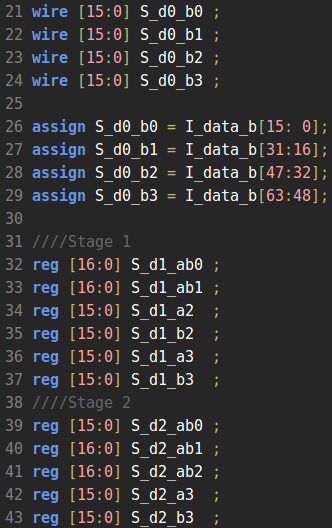 21 wire [15:0] S_d0_b0 ;
22 wire [15:0] S_d0_b1 ;
23 wire [15:0] S_d0_b2 ;
24 wire [15:0] S_d0_b3 ;
25
26 assign S_d0_b0 = I_data_b[15: 0];
27 assign S_d0_b1 = I_data_b[31:16];
28 assign S_d0_b2 = I_data_b[47:32];
29 assign S_d0_b3 = I_data_b[63:48];
30
31 ////Stage 1
32 reg [16:0] S_d1_ab0 ;
33 reg [16:0] S_d1_ab1 ;
34 reg [15:0] S_d1_a2  ;
35 reg [15:0] S_d1_b2  ;
36 reg [15:0] S_d1_a3  ;
37 reg [15:0] S_d1_b3  ;
38 ////Stage 2
39 reg [15:0] S_d2_ab0 ;
40 reg [16:0] S_d2_ab1 ;
41 reg [16:0] S_d2_ab2 ;
42 reg [15:0] S_d2_a3  ;
43 reg [15:0] S_d2_b3  ;